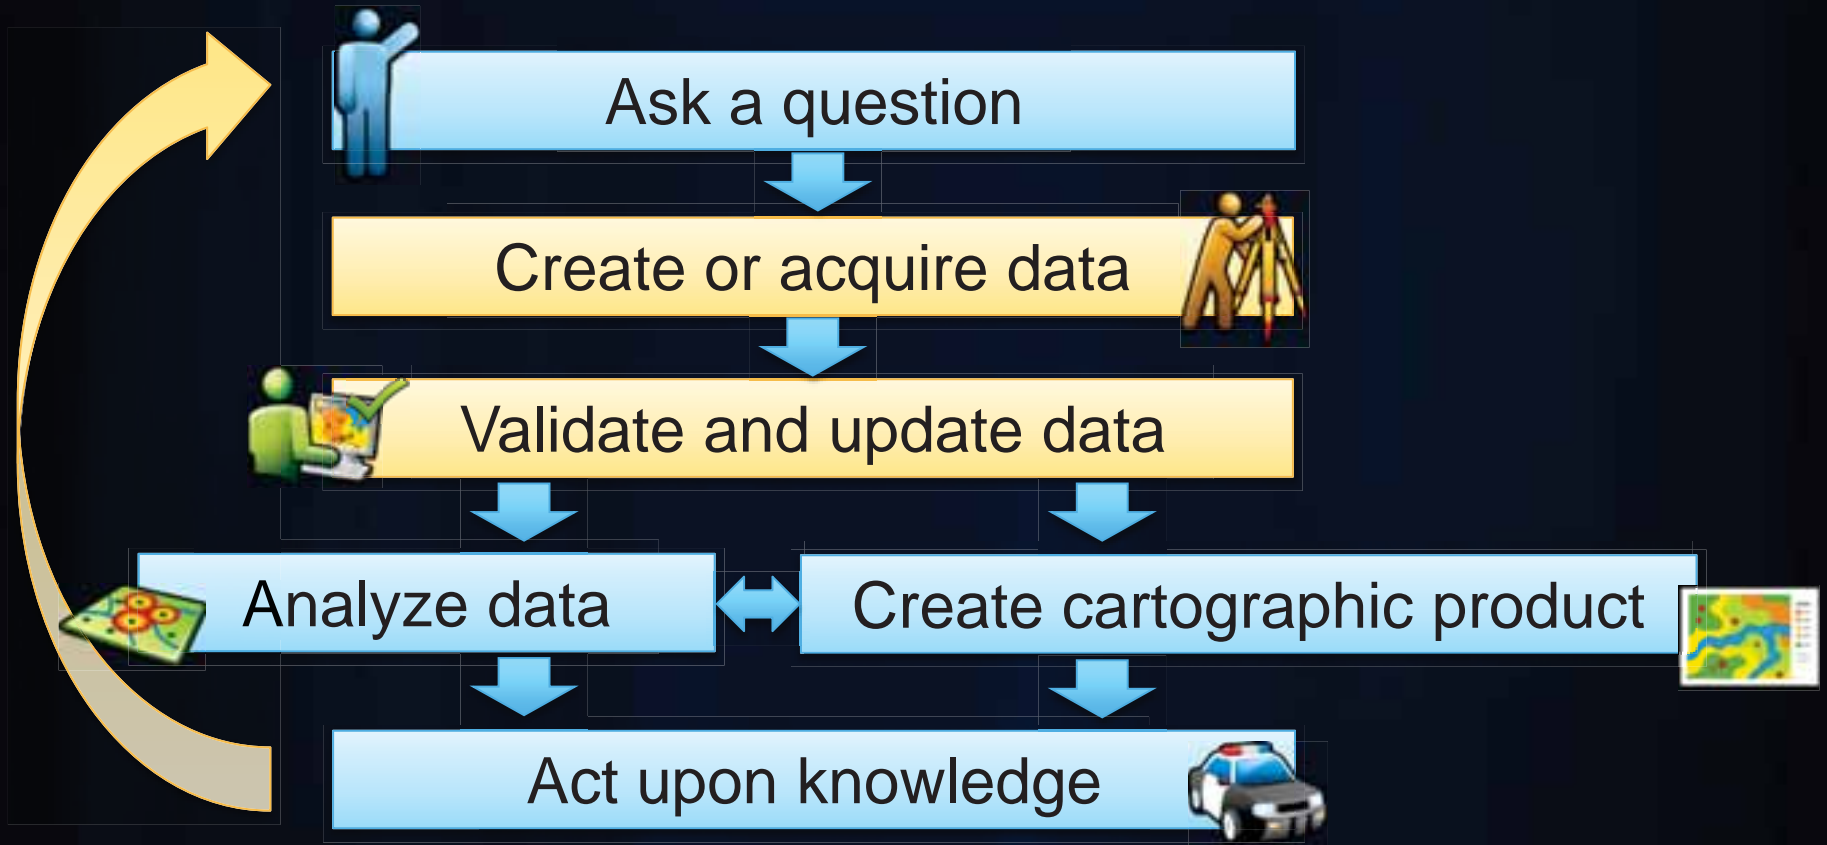 Ask a question
Create or acquire data
Validate and update data
Analyze data
Create cartographic product
Act upon knowledge